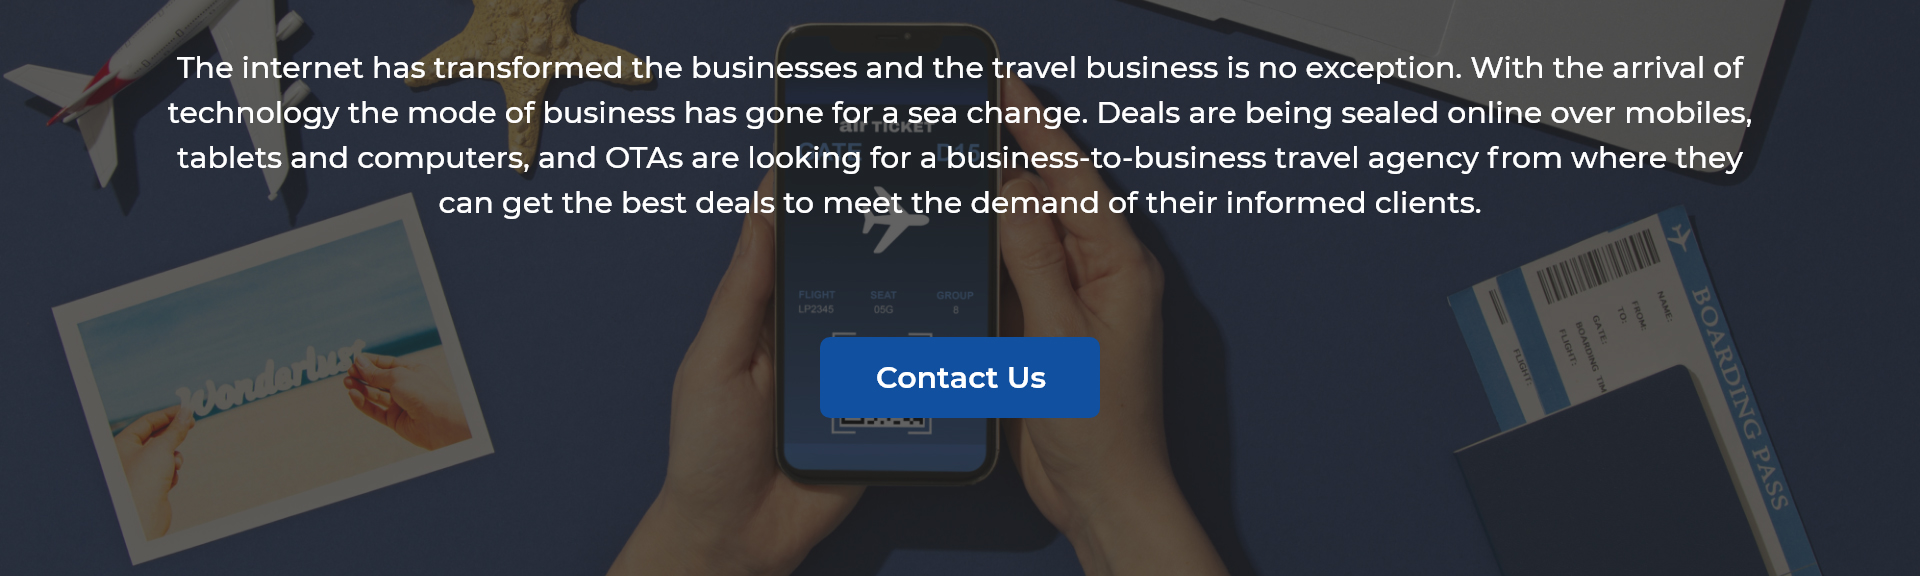 The internet has transformed the businesses and the travel business is no exception. With the arrival of
technology the mode of business has gone for a sea change. Deals are being sealed online over mobiles,
tablets and computers, and OTAs are looking for a business-to-business travel agency from where they
can get the best deals to meet the demand of their informed clients.
air TICKET
GATE D15
FLIGHT SEAT GROUP
LP2345 05G 8
Contact Us
Wonderlust
BOARDING PASS
NAME:
FROM:
TO:
GATE:
BOARDING TIM
FLIGHT:
FLIGHT: